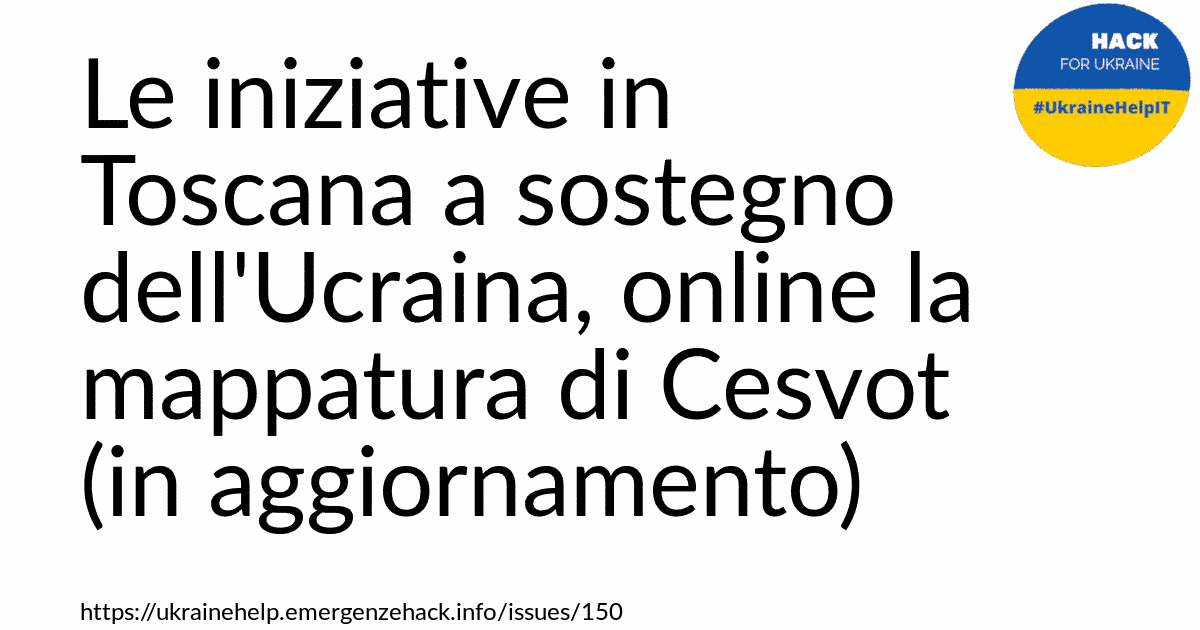 Le iniziative in
Toscana a sostegno
dell'Ucraina, online la
mappatura di Cesvot
(in aggiornamento)
HACK
FOR UKRAINE
#UkraineHelpIT
https://ukrainehelp.emergenzehack.info/issues/150